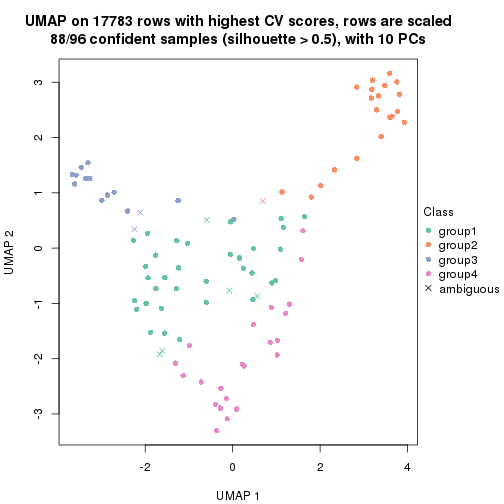 UMAP on 17783 rows with highest CV scores, rows are scaled
88/96 confident samples (silhouette > 0.5), with 10 PCs
3
2
1
0
-1
-2
-3
UMAP 2
-2
0
2
4
UMAP 1
Class
group1
group2
group3
group4
ambiguous